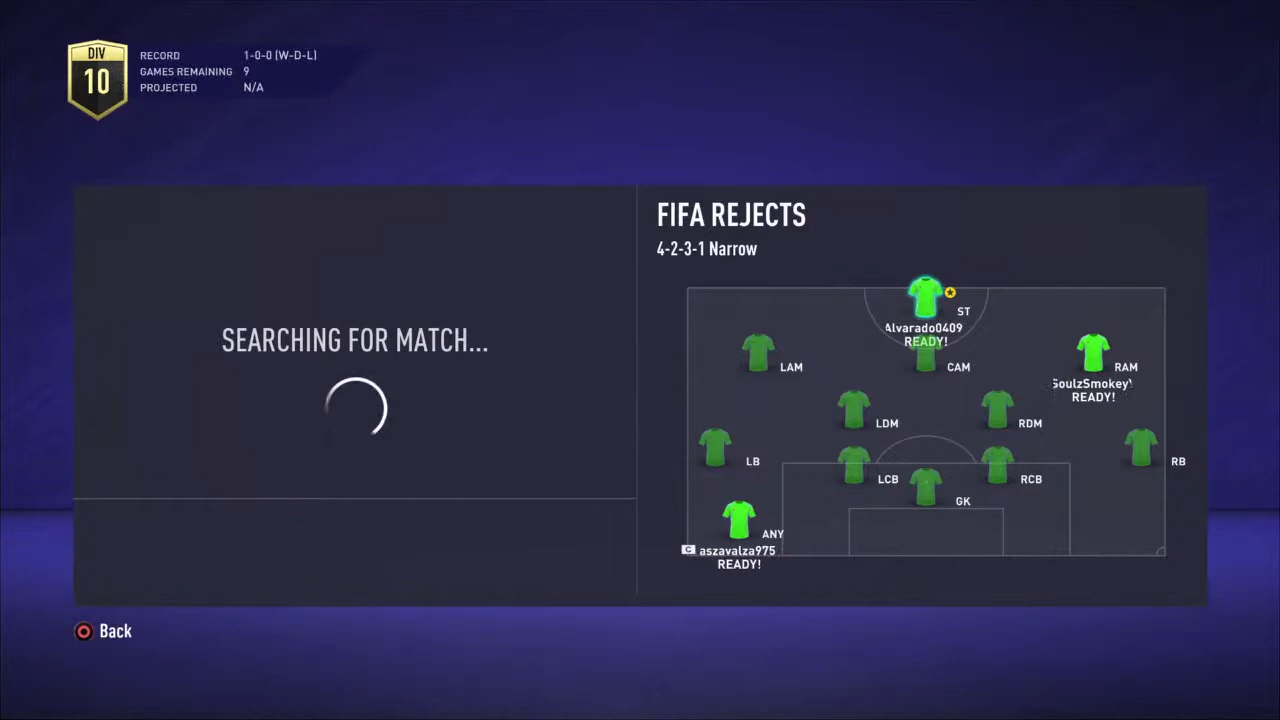 DIV
10
RECORD 1-0-0 (W-D-L)
GAMES REMAINING 9
PROJECTED N/A
SEARCHING FOR MATCH...
FIFA REJECTS
4-2-3-1 Narrow
ST
Alvarado0409
READY!
LAM
CAM
RAM
SoulzSmokey
READY!
LDM
RDM
LB
RB
LCB
RCB
GK
ANY
C aszavalza975
READY!
Back